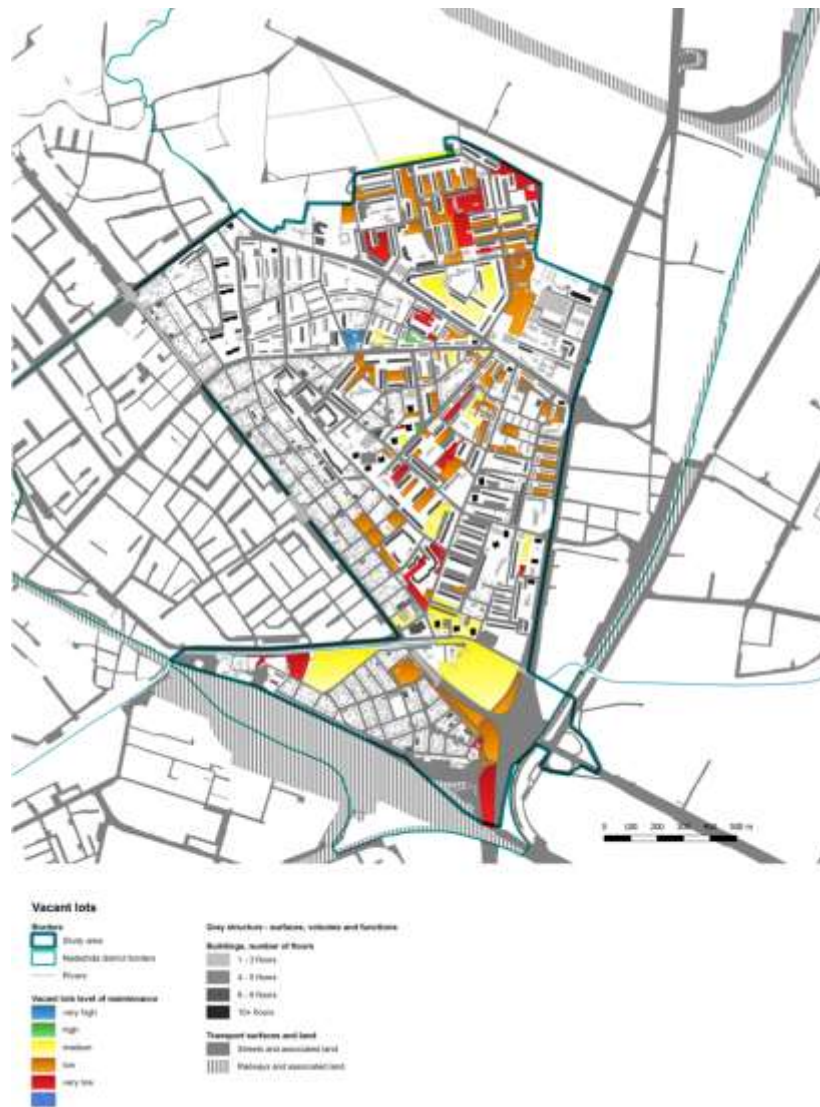 0 100 200 300 400 500 m
Vacant lots
Borders
Study area
Nadezhda district borders
Rivers
Vacant lots level of maintenance
very high
high
medium
low
very low
Grey structure - surfaces, volumes and functions
Buildings, number of floors
1 - 3 floors
4 - 5 floors
6 - 9 floors
10+ floors
Transport surfaces and land
Streets and associated land
Railways and associated land